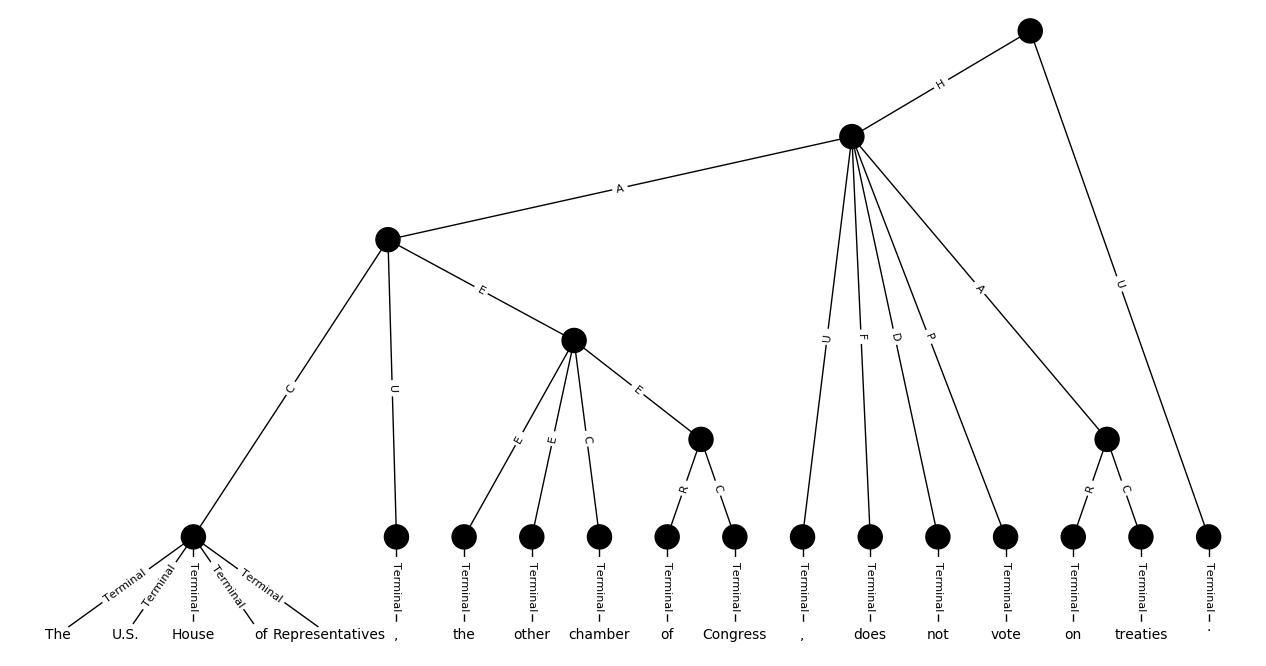 H
A
E
C
U
E
E
E
C
R
C
U
F
D
P
A
U
R
C
Terminal Terminal Terminal Terminal Terminal Terminal Terminal Terminal Terminal Terminal Terminal Terminal Terminal Terminal Terminal Terminal Terminal Terminal
The U.S. House of Representatives , the other chamber of Congress , does not vote on treaties .